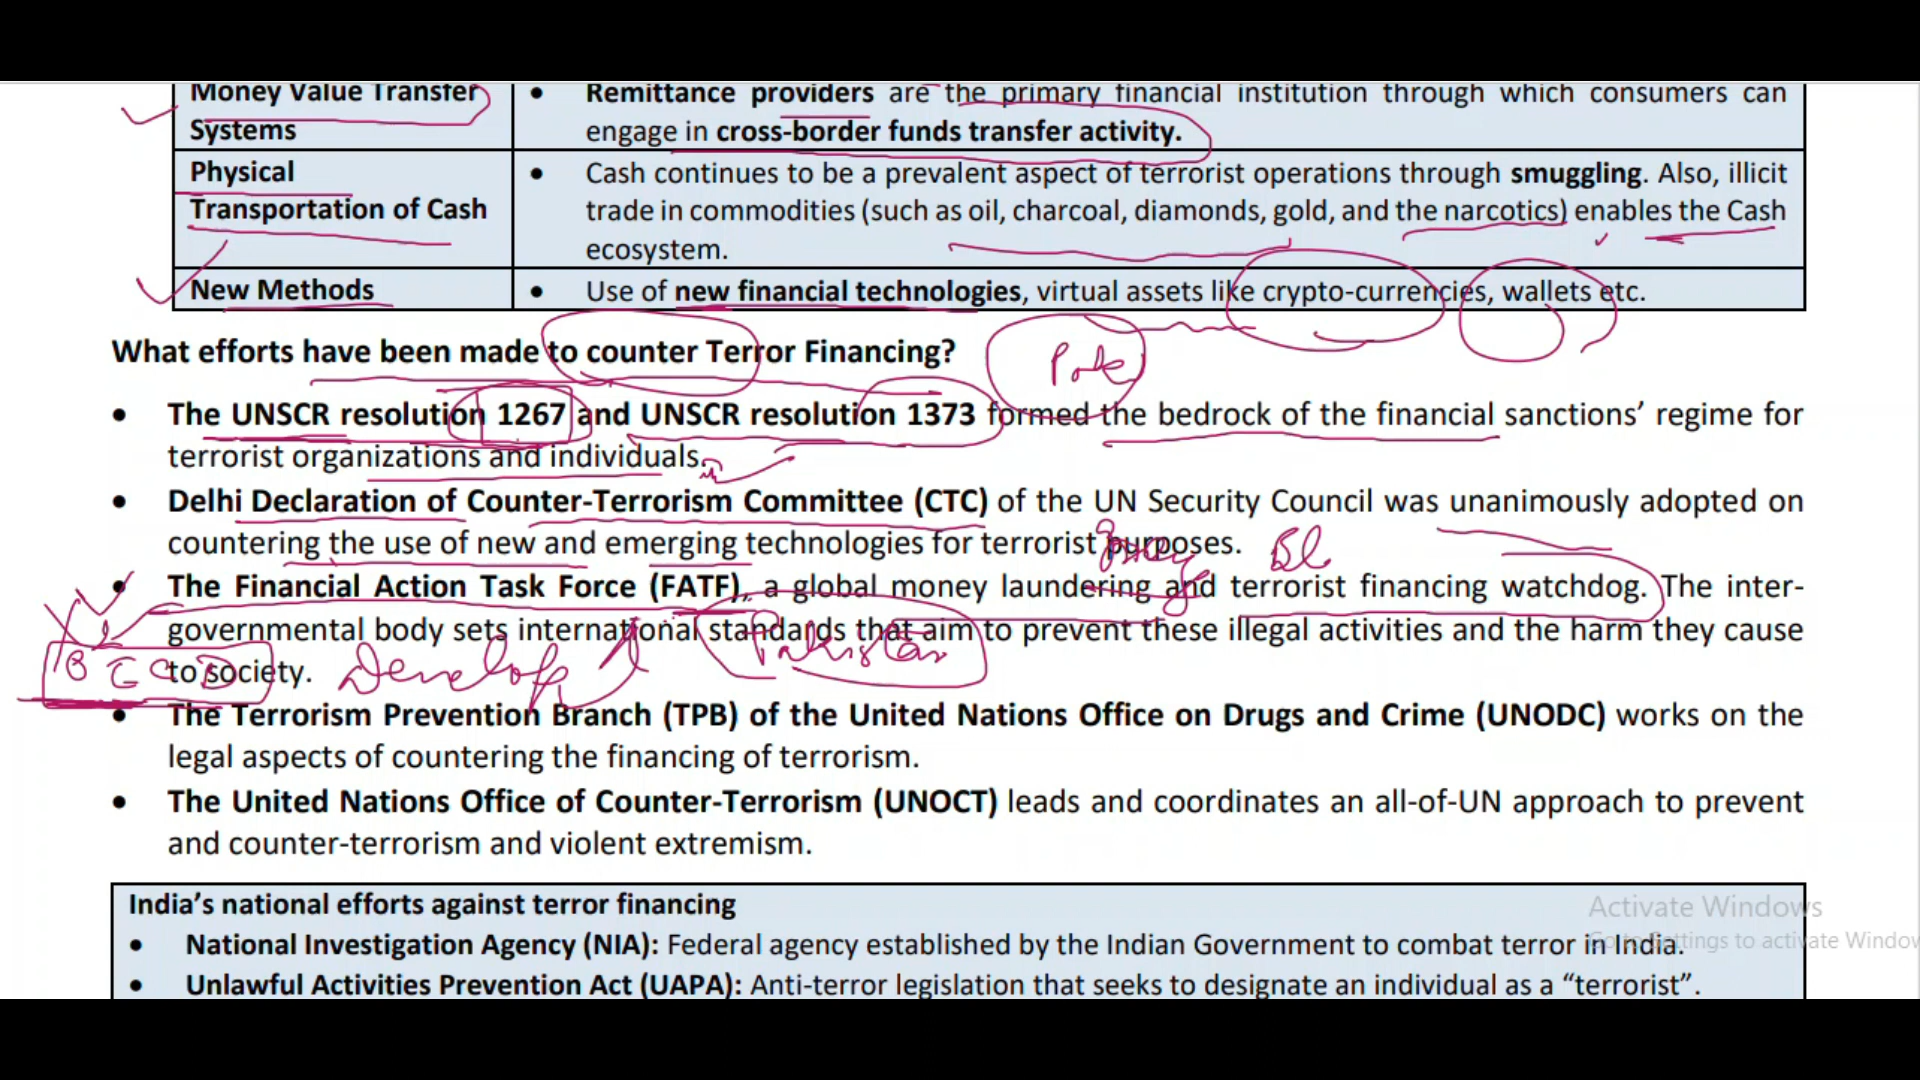 Money Value Transfer
Systems
• Remittance providers are the primary financial institution through which consumers can
engage in cross-border funds transfer activity.
Physical
Transportation of Cash
• Cash continues to be a prevalent aspect of terrorist operations through smuggling. Also, illicit
trade in commodities (such as oil, charcoal, diamonds, gold, and the narcotics) enables the Cash
ecosystem.
New Methods
• Use of new financial technologies, virtual assets like crypto-currencies, wallets etc.
What efforts have been made to counter Terror Financing?
• The UNSCR resolution 1267 and UNSCR resolution 1373 formed the bedrock of the financial sanctions’ regime for
terrorist organizations and individuals.
• Delhi Declaration of Counter-Terrorism Committee (CTC) of the UN Security Council was unanimously adopted on
countering the use of new and emerging technologies for terrorist purposes.
Bl
• The Financial Action Task Force (FATF), a global money laundering and terrorist financing watchdog. The inter-
governmental body sets international standards that aim to prevent these illegal activities and the harm they cause
to society.
Pakistan
• The Terrorism Prevention Branch (TPB) of the United Nations Office on Drugs and Crime (UNODC) works on the
legal aspects of countering the financing of terrorism.
• The United Nations Office of Counter-Terrorism (UNOCT) leads and coordinates an all-of-UN approach to prevent
and counter-terrorism and violent extremism.
India’s national efforts against terror financing
• National Investigation Agency (NIA): Federal agency established by the Indian Government to combat terror in India.
• Unlawful Activities Prevention Act (UAPA): Anti-terror legislation that seeks to designate an individual as a “terrorist”.
Activate Windows
Go to Settings to activate Window